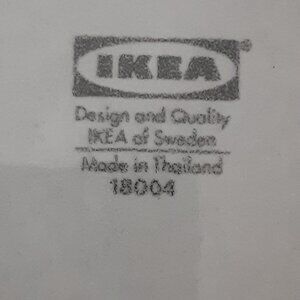 IKEA®
Design and Quality
IKEA of Sweden
Made in Thailand
18004